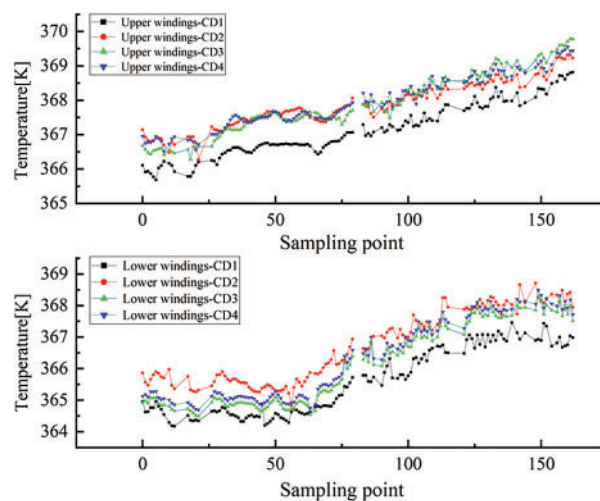 370
369
368
367
366
365
Temperature[K]
Upper windings-CD1
Upper windings-CD2
Upper windings-CD3
Upper windings-CD4
0
50
100
150
Sampling point
369
368
367
366
365
364
Temperature[K]
Lower windings-CD1
Lower windings-CD2
Lower windings-CD3
Lower windings-CD4
0
50
100
150
Sampling point